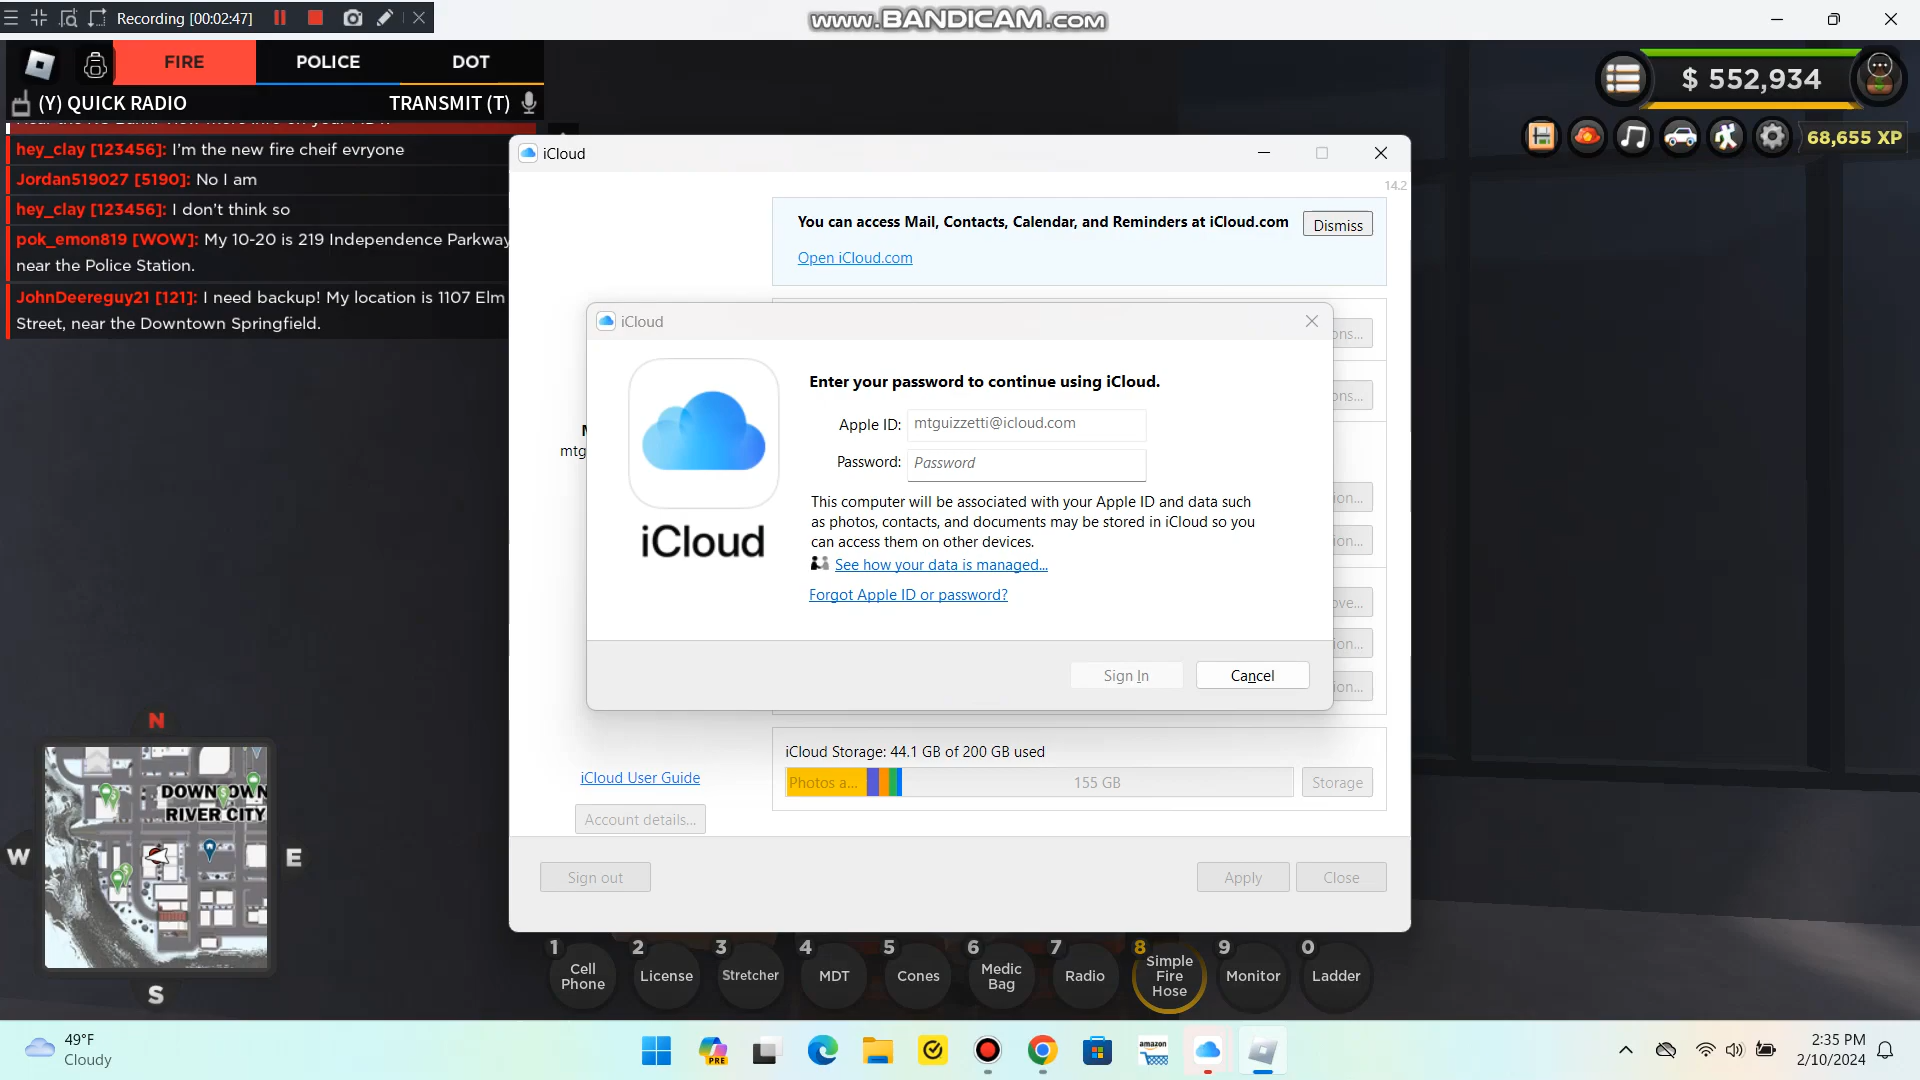 Recording [00:02:47]
www.BANDICAM.com
FIRE
POLICE
DOT
(Y) QUICK RADIO
TRANSMIT (T)
hey_clay [123456]: I'm the new fire cheif evryone
Jordan519027 [5190]: No I am
hey_clay [123456]: I don't think so
pok_emon819 [WOW]: My 10-20 is 219 Independence Parkway
near the Police Station.
JohnDeereguy21 [121]: I need backup! My location is 1107 Elm
Street, near the Downtown Springfield.
$ 552,934
68,655 XP
iCloud
14.2
You can access Mail, Contacts, Calendar, and Reminders at iCloud.com
Dismiss
Open iCloud.com
iCloud
ons...
ons...
Enter your password to continue using iCloud.
Apple ID:
mtguizzetti@icloud.com
mtg
Password:
Password
This computer will be associated with your Apple ID and data such
as photos, contacts, and documents may be stored in iCloud so you
can access them on other devices.
iCloud
See how your data is managed...
Forgot Apple ID or password?
ion...
ion...
ove...
ion...
ion...
Sign In
Cancel
iCloud Storage: 44.1 GB of 200 GB used
Photos a...
155 GB
Storage
iCloud User Guide
Account details...
Sign out
Apply
Close
N
W
E
S
DOWNTOWN
RIVER CITY
1
Cell
Phone
2
License
3
Stretcher
4
MDT
5
Cones
6
Medic
Bag
7
Radio
8
Simple
Fire
Hose
9
Monitor
0
Ladder
49°F
Cloudy
PRE
amazon
2:35 PM
2/10/2024